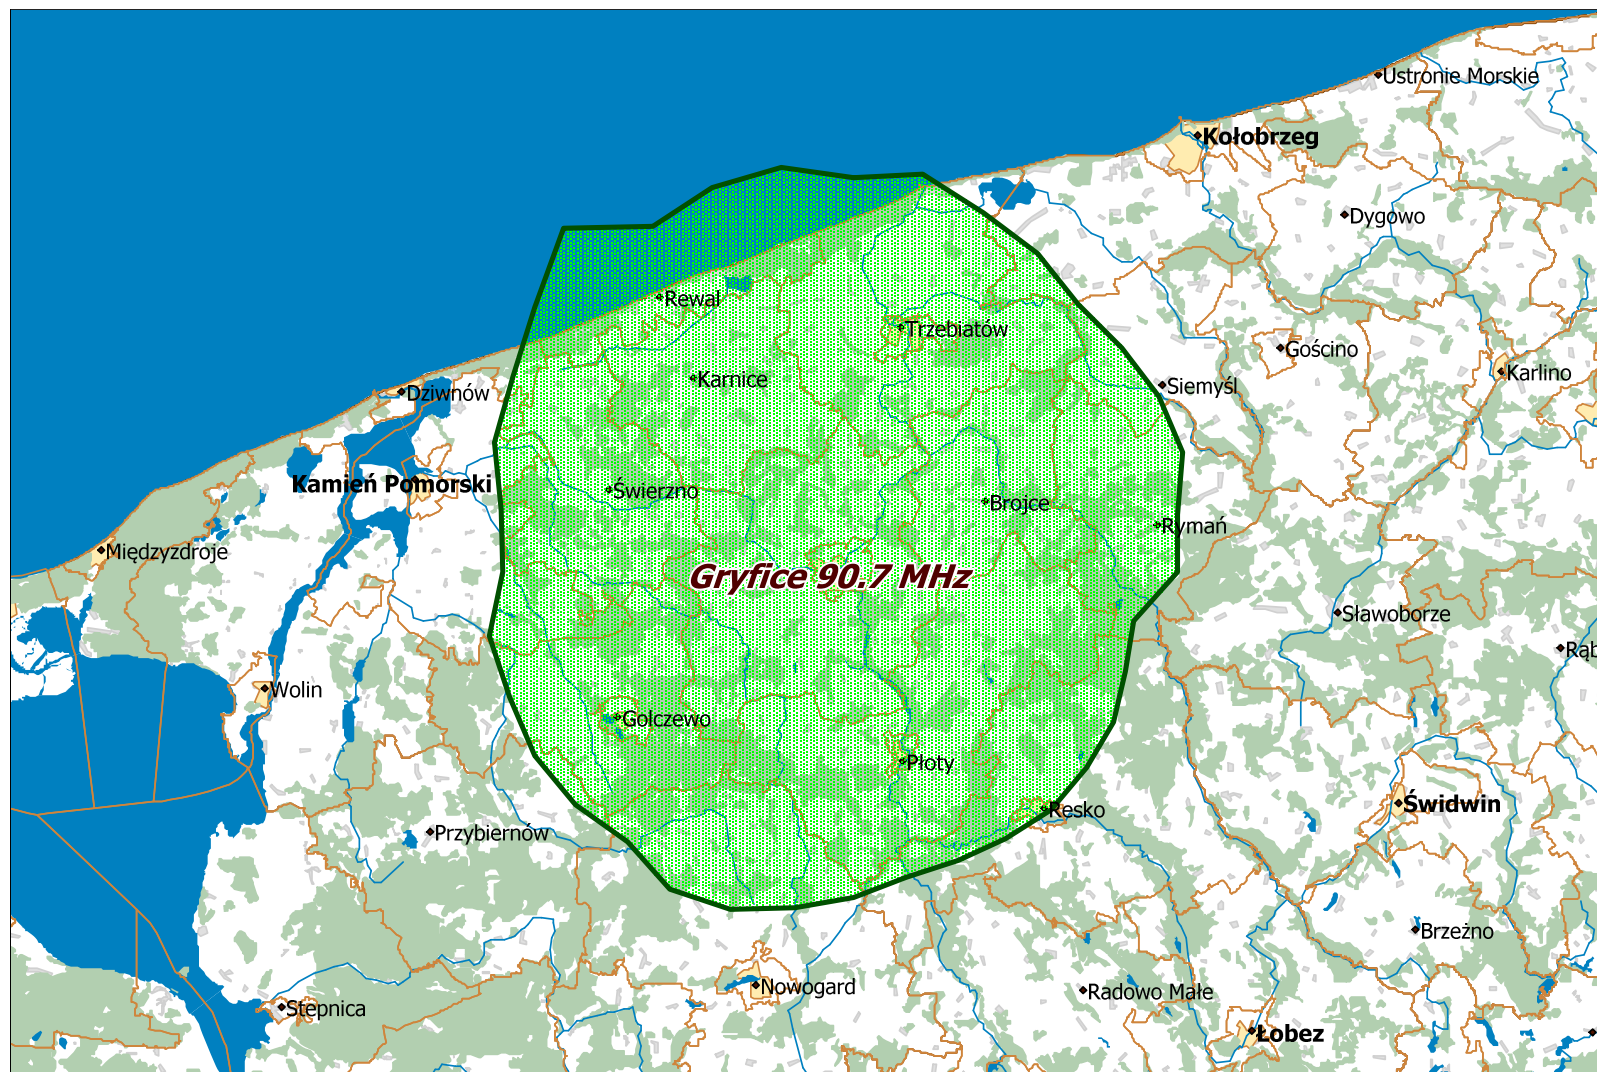 Ustronie Morskie
Kołobrzeg
Dygowo
Rewal
Trzebiatów
Gościno
Karlino
Karnice
Siemyśl
Dziwnów
Kamień Pomorski
Świerzno
Brojce
Rymań
Międzyzdroje
Gryfice 90.7 MHz
Sławoborze
Rąb
Wolin
Golczewo
Płoty
Świdwin
Resko
Przybiernów
Brzeżno
Nowogard
Radowo Małe
Stepnica
Łobez